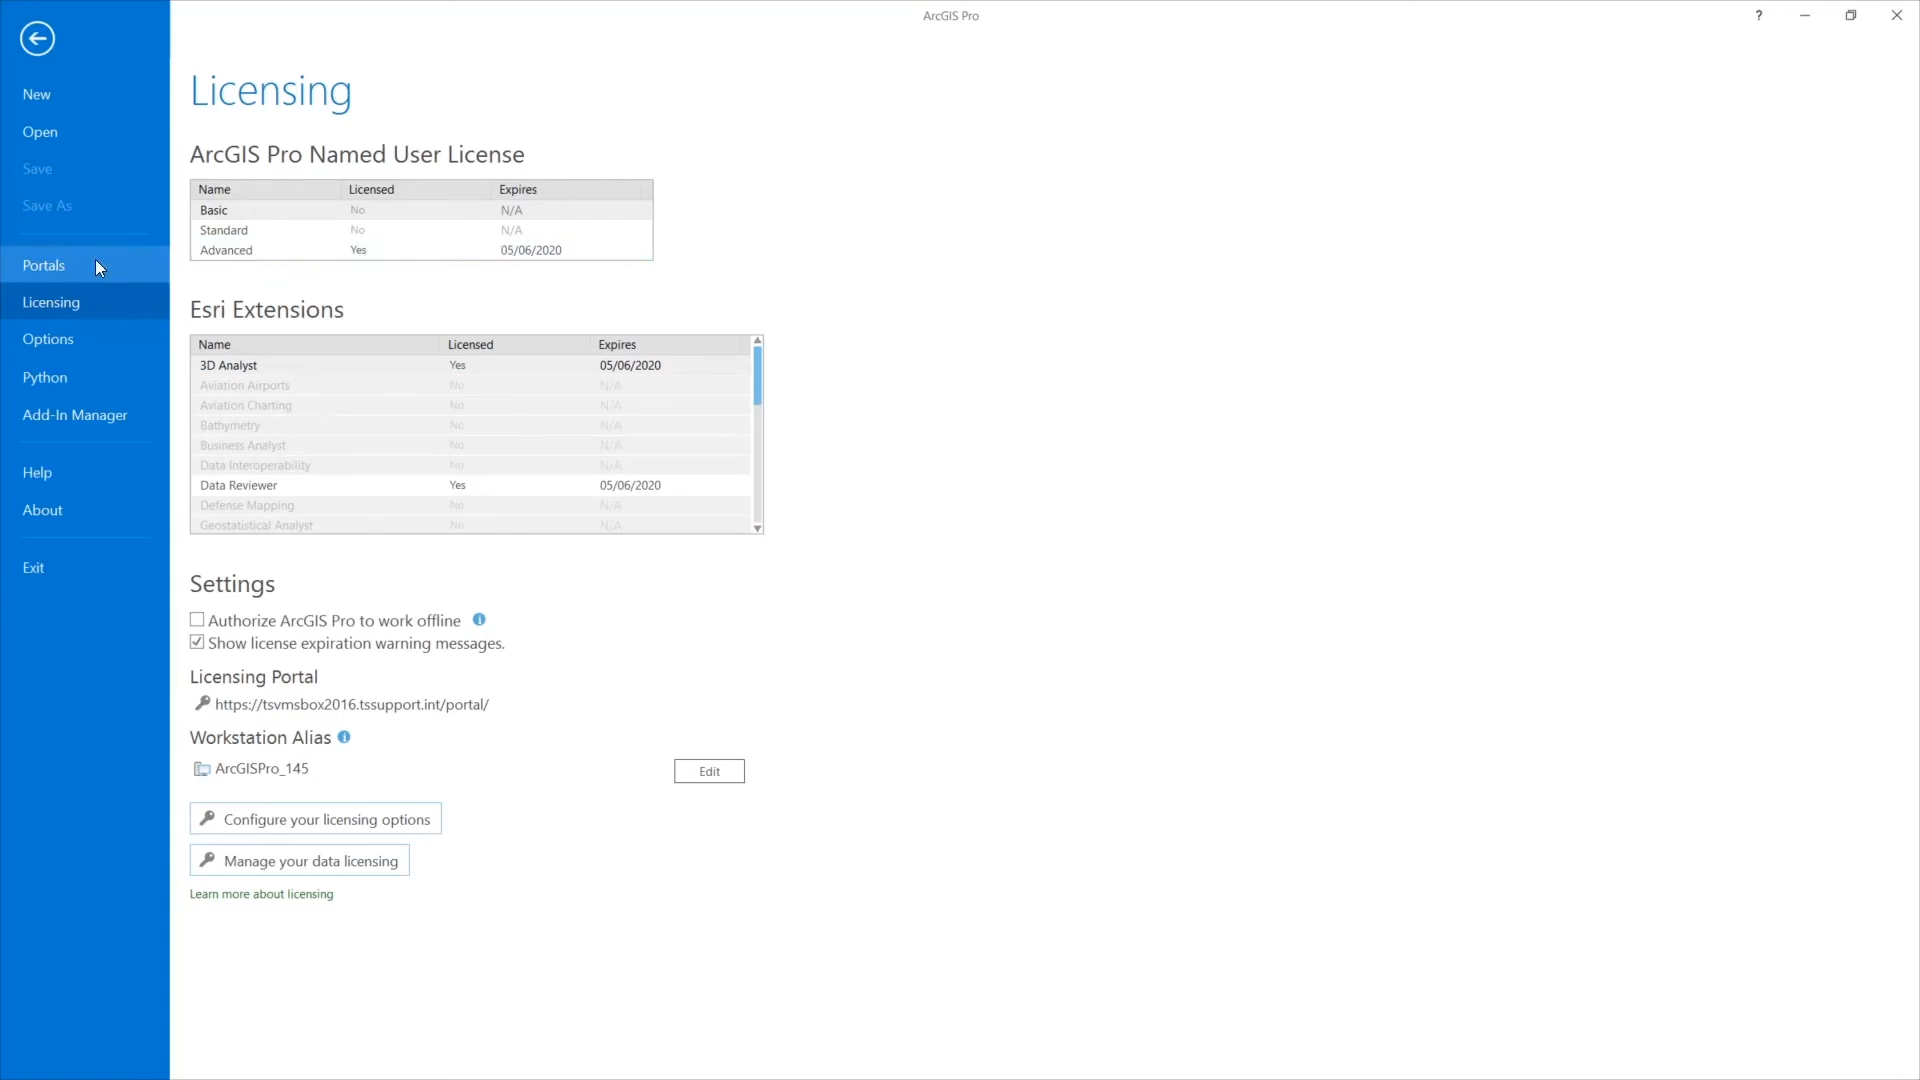 ArcGIS Pro
?
New
Open
Save
Save As
Portals
Licensing
Options
Python
Add-In Manager
Help
About
Exit
Licensing
ArcGIS Pro Named User License
Name Licensed Expires
Basic No N/A
Standard No N/A
Advanced Yes 05/06/2020
Esri Extensions
Name Licensed Expires
3D Analyst Yes 05/06/2020
Aviation Airports No N/A
Aviation Charting No N/A
Bathymetry No N/A
Business Analyst No N/A
Data Interoperability No N/A
Data Reviewer Yes 05/06/2020
Defense Mapping No N/A
Geostatistical Analyst No N/A
Settings
Authorize ArcGIS Pro to work offline
Show license expiration warning messages.
Licensing Portal
https://tsvmsbox2016.tssupport.int/portal/
Workstation Alias
ArcGISPro_145
Edit
Configure your licensing options
Manage your data licensing
Learn more about licensing